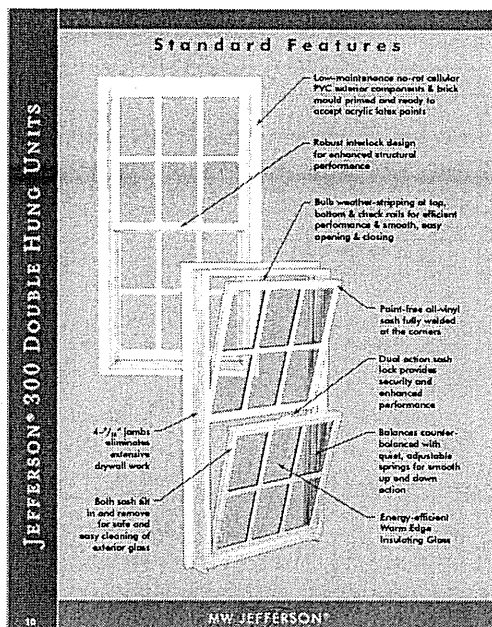 Standard Features
Low-maintenance no-rot cellular
PVC exterior components & brick
mould primed and ready to
accept acrylic latex paints
Robust interlock design
for enhanced structural
performance
Bulb weather-stripping at top,
bottom & check rails for efficient
performance & smooth, easy
opening & closing
Paint-free all-vinyl
sash fully welded
at the corners
Dual action sash
lock provides
security and
enhanced
performance
4-9/16" jambs
eliminates
extensive
drywall work
Balances counter-
balanced with
quiet, adjustable
springs for smooth
up and down
action
Both sash tilt
in and remove
for safe and
easy cleaning of
exterior glass
Energy-efficient
Warm Edge
Insulating Glass
JEFFERSON® 300 DOUBLE HUNG UNITS
10
MW JEFFERSON®